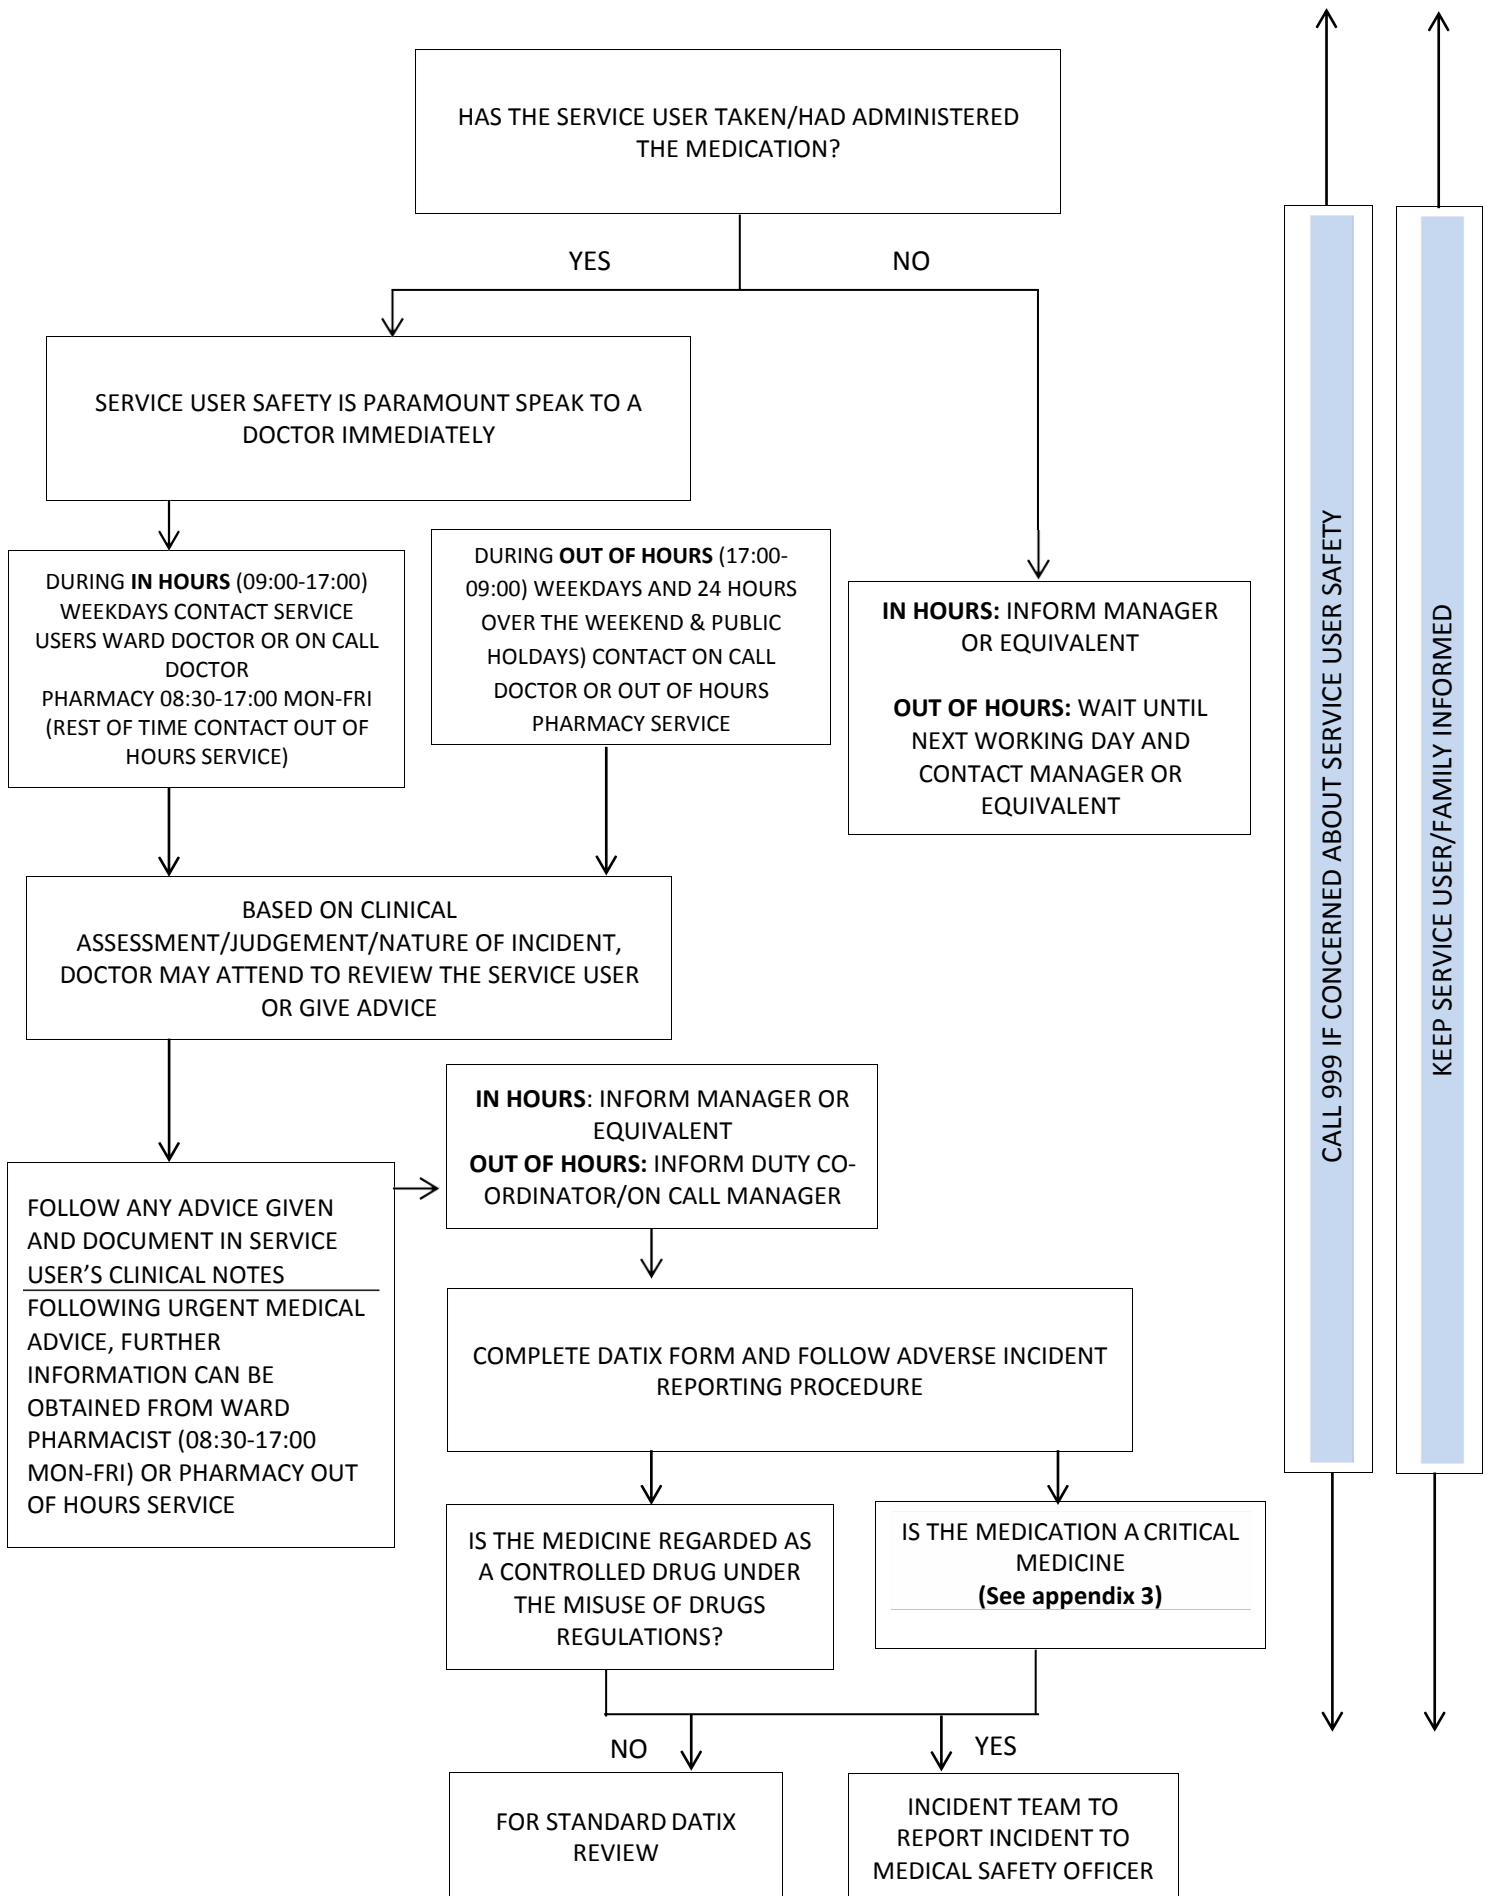 HAS THE SERVICE USER TAKEN/HAD ADMINISTERED
THE MEDICATION?
YES
NO
SERVICE USER SAFETY IS PARAMOUNT SPEAK TO A
DOCTOR IMMEDIATELY
DURING IN HOURS (09:00-17:00)
WEEKDAYS CONTACT SERVICE
USERS WARD DOCTOR OR ON CALL
DOCTOR
PHARMACY 08:30-17:00 MON-FRI
(REST OF TIME CONTACT OUT OF
HOURS SERVICE)
DURING OUT OF HOURS (17:00-
09:00) WEEKDAYS AND 24 HOURS
OVER THE WEEKEND & PUBLIC
HOLDAYS) CONTACT ON CALL
DOCTOR OR OUT OF HOURS
PHARMACY SERVICE
IN HOURS: INFORM MANAGER
OR EQUIVALENT
OUT OF HOURS: WAIT UNTIL
NEXT WORKING DAY AND
CONTACT MANAGER OR
EQUIVALENT
BASED ON CLINICAL
ASSESSMENT/JUDGEMENT/NATURE OF INCIDENT,
DOCTOR MAY ATTEND TO REVIEW THE SERVICE USER
OR GIVE ADVICE
FOLLOW ANY ADVICE GIVEN
AND DOCUMENT IN SERVICE
USER’S CLINICAL NOTES
FOLLOWING URGENT MEDICAL
ADVICE, FURTHER
INFORMATION CAN BE
OBTAINED FROM WARD
PHARMACIST (08:30-17:00
MON-FRI) OR PHARMACY OUT
OF HOURS SERVICE
IN HOURS: INFORM MANAGER OR
EQUIVALENT
OUT OF HOURS: INFORM DUTY CO-
ORDINATOR/ON CALL MANAGER
COMPLETE DATIX FORM AND FOLLOW ADVERSE INCIDENT
REPORTING PROCEDURE
IS THE MEDICINE REGARDED AS
A CONTROLLED DRUG UNDER
THE MISUSE OF DRUGS
REGULATIONS?
IS THE MEDICATION A CRITICAL
MEDICINE
(See appendix 3)
NO
YES
FOR STANDARD DATIX
REVIEW
INCIDENT TEAM TO
REPORT INCIDENT TO
MEDICAL SAFETY OFFICER
CALL 999 IF CONCERNED ABOUT SERVICE USER SAFETY
KEEP SERVICE USER/FAMILY INFORMED